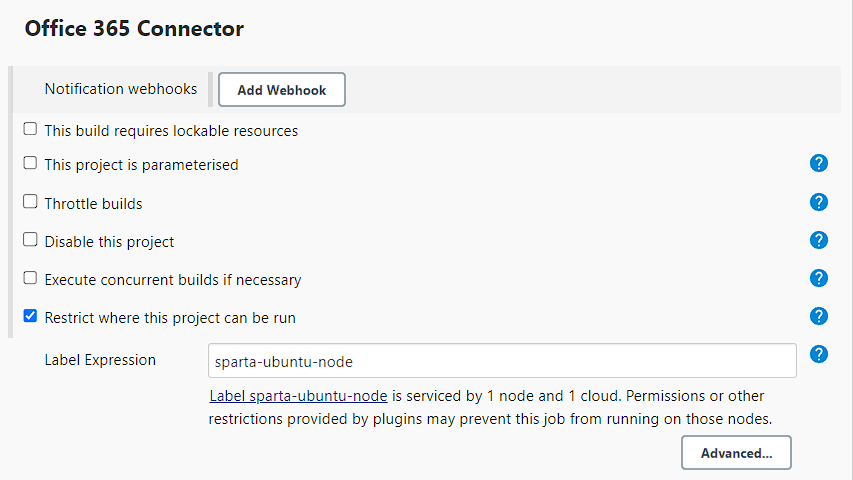 Office 365 Connector
Notification webhooks
Add Webhook
This build requires lockable resources
This project is parameterised
?
Throttle builds
?
Disable this project
?
Execute concurrent builds if necessary
?
Restrict where this project can be run
?
Label Expression
sparta-ubuntu-node
?
Label sparta-ubuntu-node is serviced by 1 node and 1 cloud. Permissions or other
restrictions provided by plugins may prevent this job from running on those nodes.
Advanced...